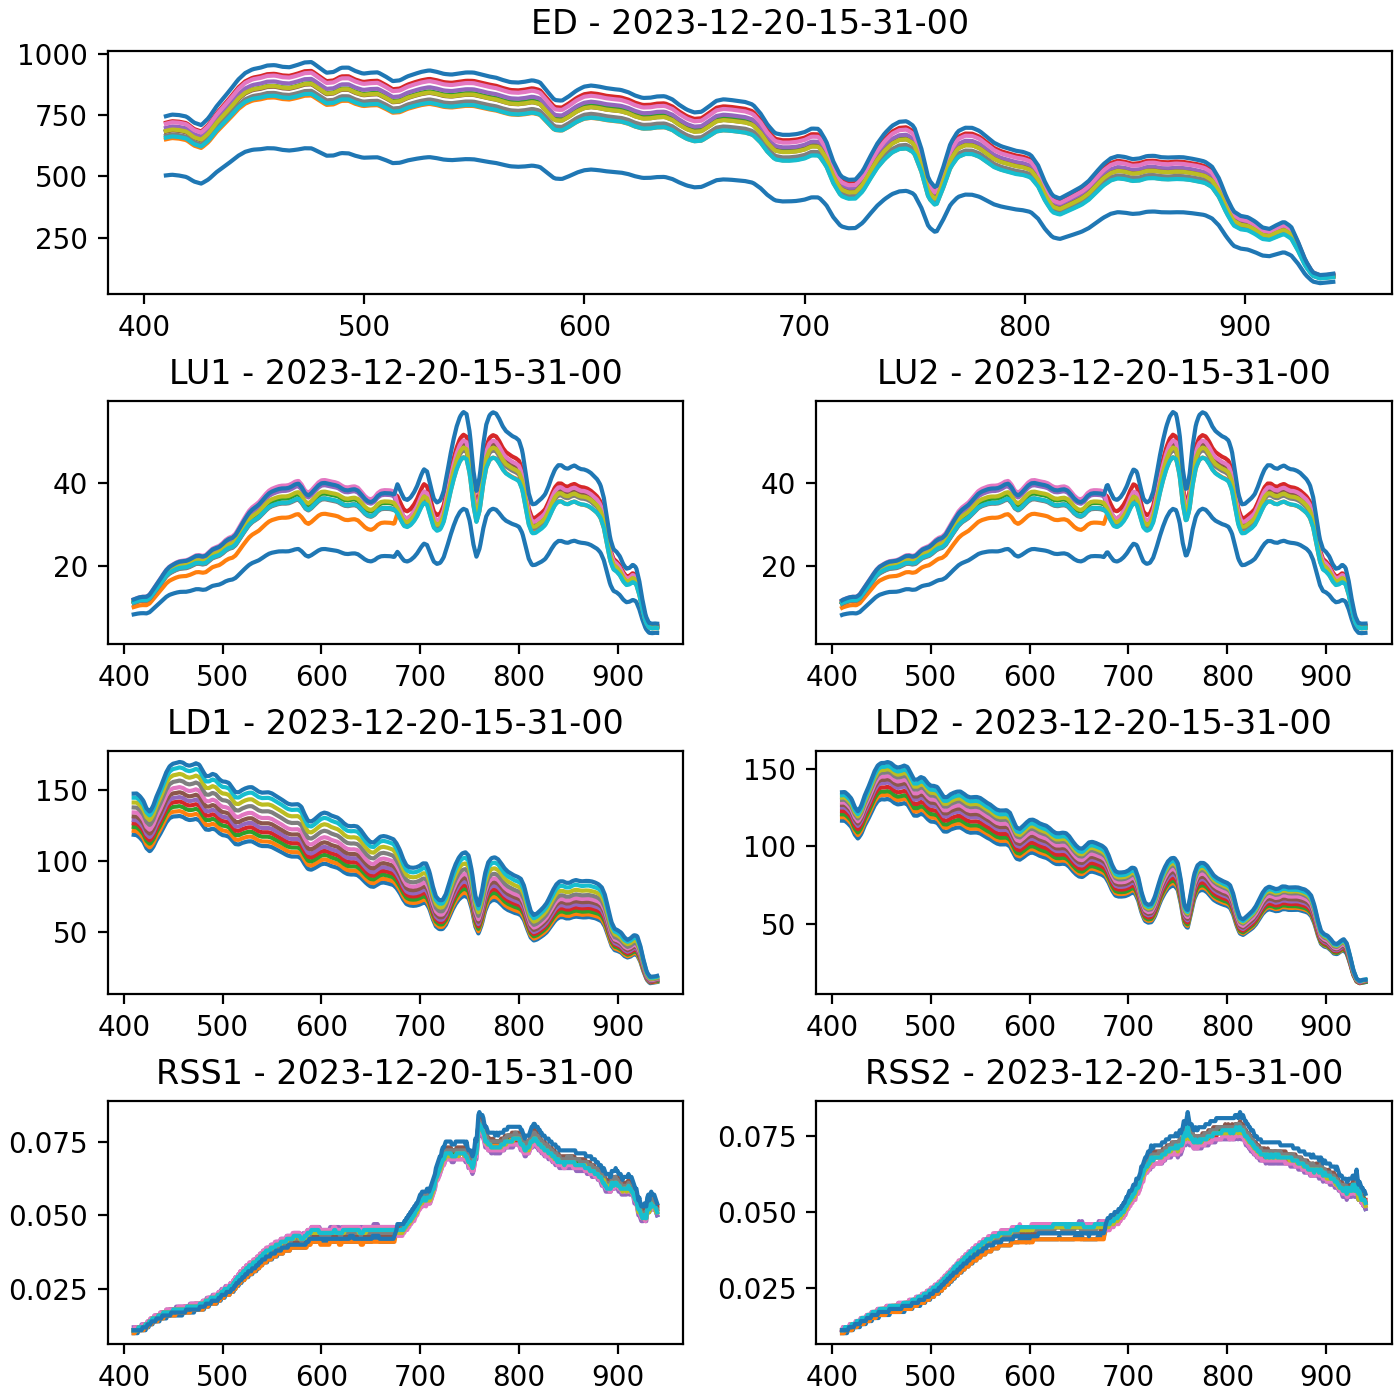 ED - 2023-12-20-15-31-00
1000
750
500
250
400 500 600 700 800 900
LU1 - 2023-12-20-15-31-00
40
20
400 500 600 700 800 900
LU2 - 2023-12-20-15-31-00
40
20
400 500 600 700 800 900
LD1 - 2023-12-20-15-31-00
150
100
50
400 500 600 700 800 900
LD2 - 2023-12-20-15-31-00
150
100
50
400 500 600 700 800 900
RSS1 - 2023-12-20-15-31-00
0.075
0.050
0.025
400 500 600 700 800 900
RSS2 - 2023-12-20-15-31-00
0.075
0.050
0.025
400 500 600 700 800 900